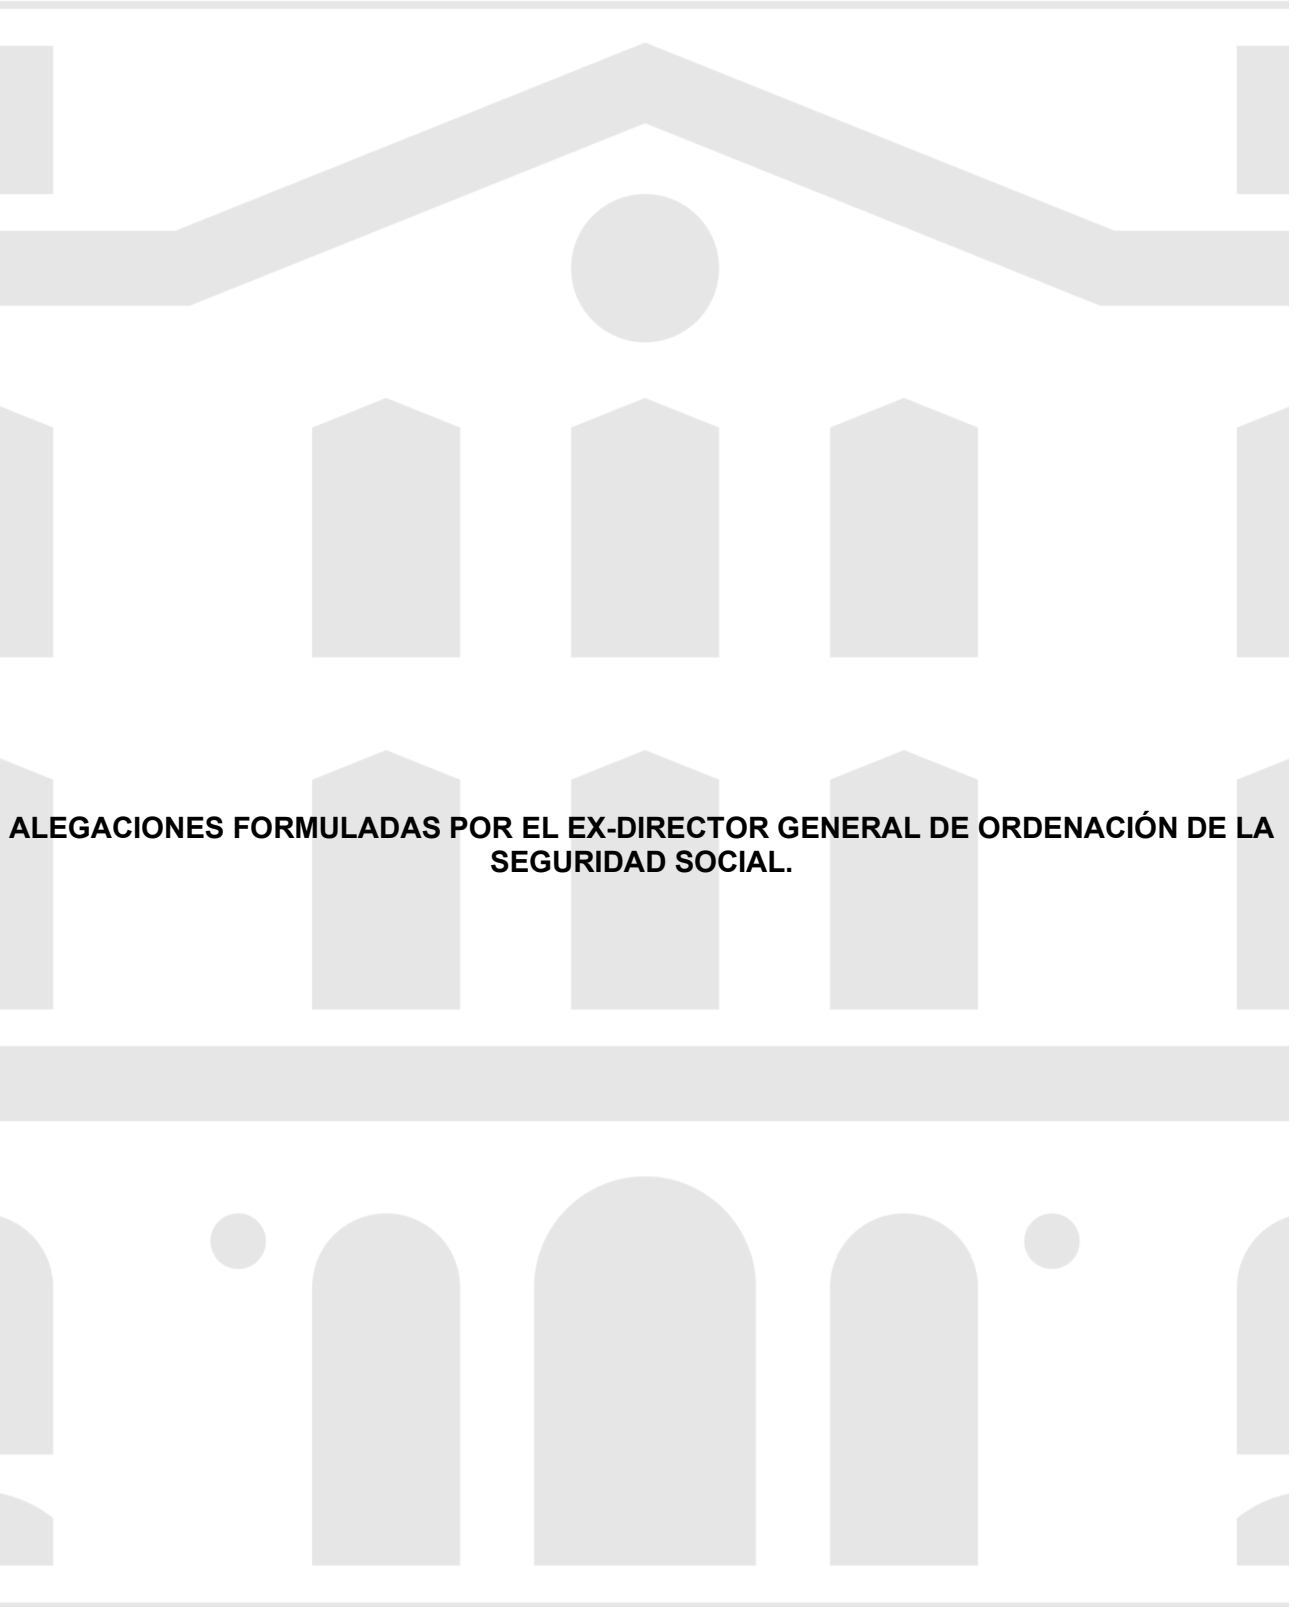 ALEGACIONES FORMULADAS POR EL EX-DIRECTOR GENERAL DE ORDENACIÓN DE LA
SEGURIDAD SOCIAL.